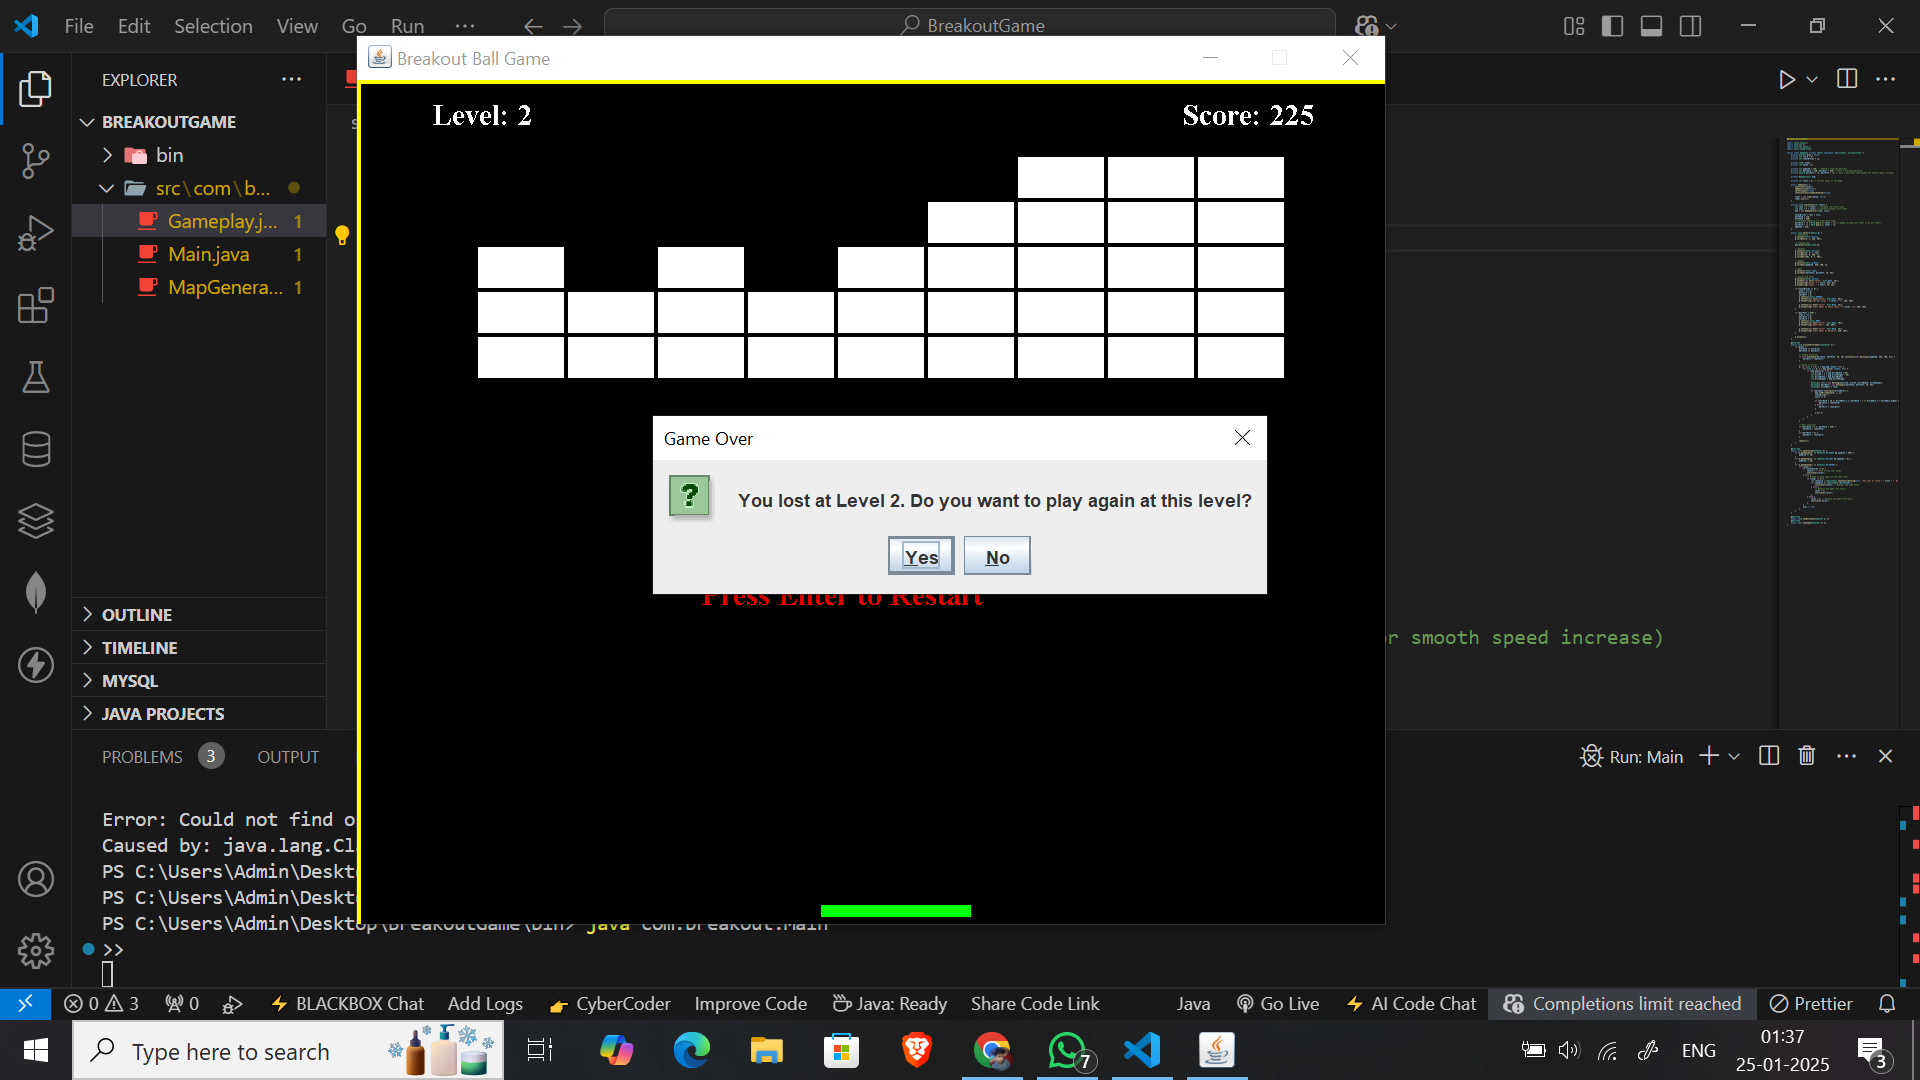 File Edit Selection View Go Run ··· BreakoutGame
EXPLORER
BREAKOUTGAME
bin
src\com\b...
Gameplay.j... 1
Main.java 1
MapGenera... 1
OUTLINE
TIMELINE
MYSQL
JAVA PROJECTS
Breakout Ball Game
Level: 2
Score: 225
Game Over
You lost at Level 2. Do you want to play again at this level?
Yes No
Press Enter to Restart
r smooth speed increase)
PROBLEMS 3 OUTPUT
Run: Main
Error: Could not find o
Caused by: java.lang.Cl
PS C:\Users\Admin\Deskt
PS C:\Users\Admin\Deskt
PS C:\Users\Admin\Desktop\BreakoutGame\bin> java com.breakout.Main
>>
0 3 0 BLACKBOX Chat Add Logs CyberCoder Improve Code Java: Ready Share Code Link Java Go Live AI Code Chat Completions limit reached Prettier
Type here to search
7
ENG
01:37
25-01-2025
3